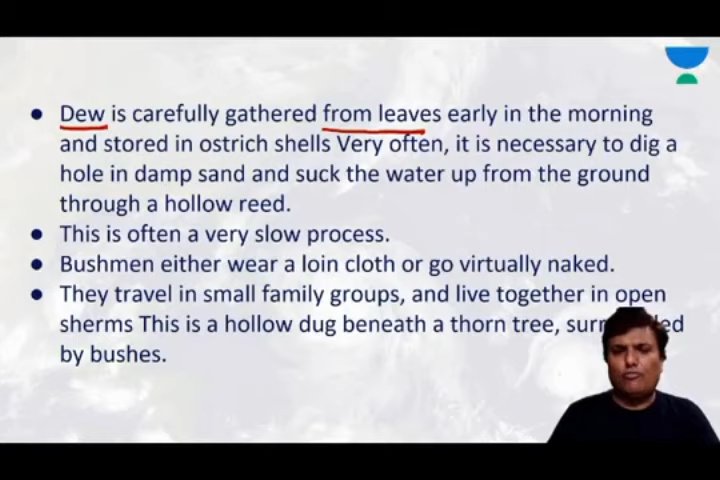 • Dew is carefully gathered from leaves early in the morning
and stored in ostrich shells Very often, it is necessary to dig a
hole in damp sand and suck the water up from the ground
through a hollow reed.
• This is often a very slow process.
• Bushmen either wear a loin cloth or go virtually naked.
• They travel in small family groups, and live together in open
sherms This is a hollow dug beneath a thorn tree,
by bushes.